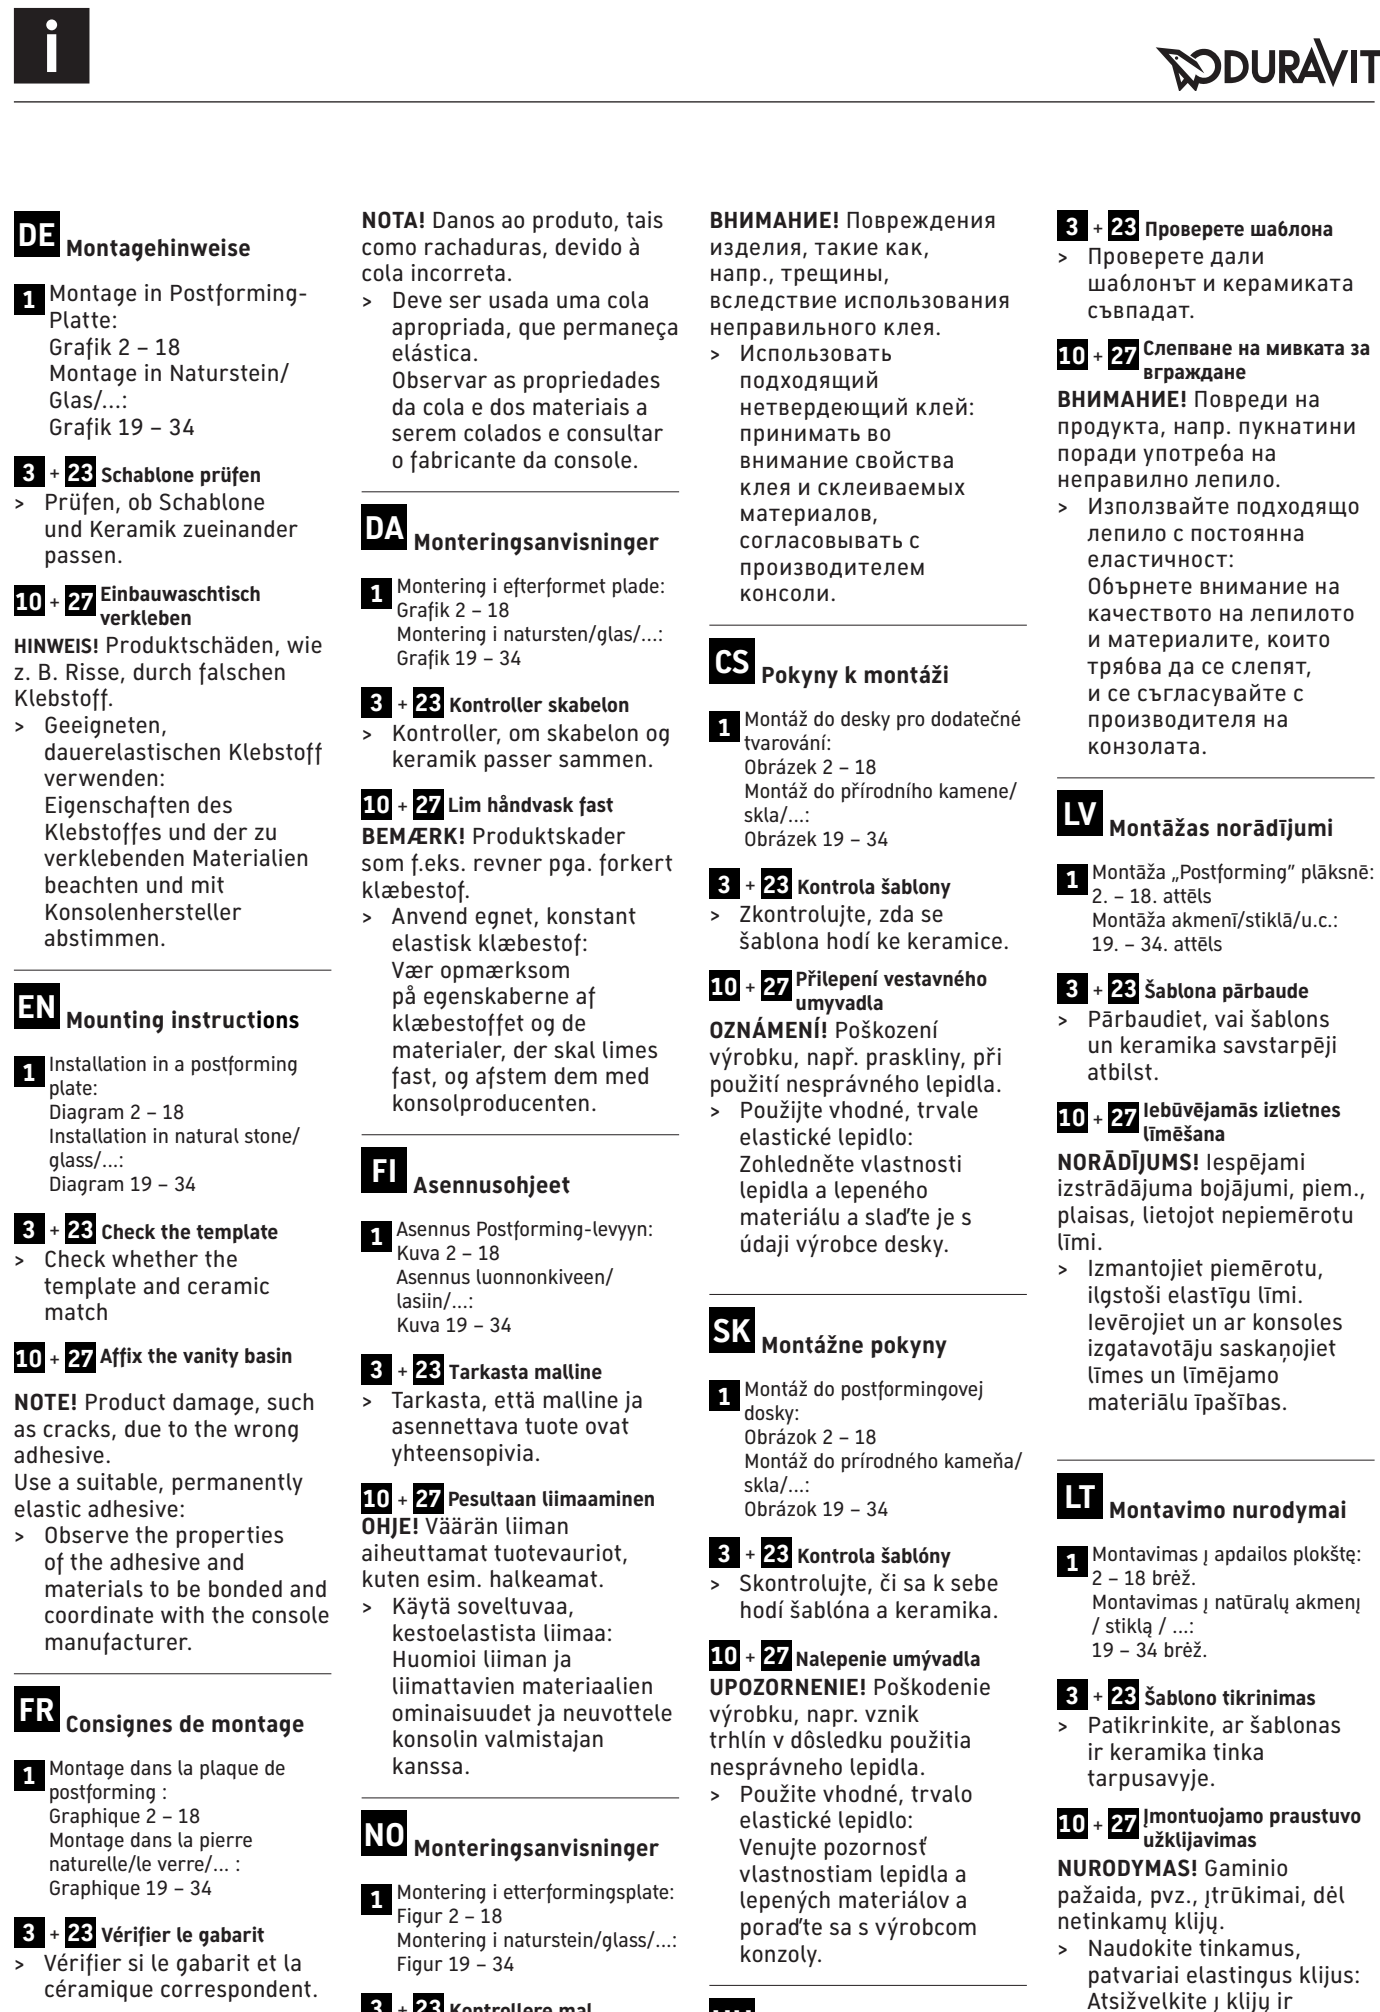 i
DURAVIT
DE Montagehinweise
1 Montage in Postforming-
Platte:
Grafik 2 – 18
Montage in Naturstein/
Glas/...:
Grafik 19 – 34
3 + 23 Schablone prüfen
> Prüfen, ob Schablone
und Keramik zueinander
passen.
10 + 27 Einbauwaschtisch
verkleben
HINWEIS! Produktschäden, wie
z. B. Risse, durch falschen
Klebstoff.
> Geeigneten,
dauerelastischen Klebstoff
verwenden:
Eigenschaften des
Klebstoffes und der zu
verklebenden Materialien
beachten und mit
Konsolenhersteller
abstimmen.
EN Mounting instructions
1 Installation in a postforming
plate:
Diagram 2 – 18
Installation in natural stone/
glass/...:
Diagram 19 – 34
3 + 23 Check the template
> Check whether the
template and ceramic
match
10 + 27 Affix the vanity basin
NOTE! Product damage, such
as cracks, due to the wrong
adhesive.
Use a suitable, permanently
elastic adhesive:
> Observe the properties
of the adhesive and
materials to be bonded and
coordinate with the console
manufacturer.
FR Consignes de montage
1 Montage dans la plaque de
postforming :
Graphique 2 – 18
Montage dans la pierre
naturelle/le verre/... :
Graphique 19 – 34
3 + 23 Vérifier le gabarit
> Vérifier si le gabarit et la
céramique correspondent.
NOTA! Danos ao produto, tais
como rachaduras, devido à
cola incorreta.
> Deve ser usada uma cola
apropriada, que permaneça
elástica.
Observar as propriedades
da cola e dos materiais a
serem colados e consultar
o fabricante da console.
DA Monteringsanvisninger
1 Montering i efterformet plade:
Grafik 2 – 18
Montering i natursten/glas/...:
Grafik 19 – 34
3 + 23 Kontroller skabelon
> Kontroller, om skabelon og
keramik passer sammen.
10 + 27 Lim håndvask fast
BEMÆRK! Produktskader
som f.eks. revner pga. forkert
klæbestof.
> Anvend egnet, konstant
elastisk klæbestof:
Vær opmærksom
på egenskaberne af
klæbestoffet og de
materialer, der skal limes
fast, og afstem dem med
konsolproducenten.
FI Asennusohjeet
1 Asennus Postforming-levyyn:
Kuva 2 – 18
Asennus luonnonkiveen/
lasiin/...:
Kuva 19 – 34
3 + 23 Tarkasta malline
> Tarkasta, että malline ja
asennettava tuote ovat
yhteensopivia.
10 + 27 Pesultaan liimaaminen
OHJE! Väärän liiman
aiheuttamat tuotevauriot,
kuten esim. halkeamat.
> Käytä soveltuvaa,
kestoelastista liimaa:
Huomioi liiman ja
liimattavien materiaalien
ominaisuudet ja neuvottele
konsolin valmistajan
kanssa.
NO Monteringsanvisninger
1 Montering i etterformingsplate:
Figur 2 – 18
Montering i naturstein/glass/...:
Figur 19 – 34
3 + 23 Kontrollere mal
ВНИМАНИЕ! Повреждения
изделия, такие как,
напр., трещины,
вследствие использования
неправильного клея.
> Использовать
подходящий
нетвердеющий клей:
принимать во
внимание свойства
клея и склеиваемых
материалов,
согласовывать с
производителем
консоли.
CS Pokyny k montáži
1 Montáž do desky pro dodatečné
tvarování:
Obrázek 2 – 18
Montáž do přírodního kamene/
skla/...:
Obrázek 19 – 34
3 + 23 Kontrola šablony
> Zkontrolujte, zda se
šablona hodí ke keramice.
10 + 27 Přilepení vestavného
umyvadla
OZNÁMENÍ! Poškození
výrobku, např. praskliny, při
použití nesprávného lepidla.
> Použijte vhodné, trvale
elastické lepidlo:
Zohledněte vlastnosti
lepidla a lepeného
materiálu a slaďte je s
údaji výrobce desky.
SK Montážne pokyny
1 Montáž do postformingovej
dosky:
Obrázok 2 – 18
Montáž do prírodného kameňa/
skla/...:
Obrázok 19 – 34
3 + 23 Kontrola šablóny
> Skontrolujte, či sa k sebe
hodí šablóna a keramika.
10 + 27 Nalepenie umývadla
UPOZORNENIE! Poškodenie
výrobku, napr. vznik
trhlín v dôsledku použitia
nesprávneho lepidla.
> Použite vhodné, trvalo
elastické lepidlo:
Venujte pozornosť
vlastnostiam lepidla a
lepených materiálov a
poraďte sa s výrobcom
konzoly.
3 + 23 Проверете шаблона
> Проверете дали
шаблонът и керамиката
съвпадат.
10 + 27 Слепване на мивката за
вграждане
ВНИМАНИЕ! Повреди на
продукта, напр. пукнатини
поради употреба на
неправилно лепило.
> Използвайте подходящо
лепило с постоянна
еластичност:
Обърнете внимание на
качеството на лепилото
и материалите, които
трябва да се слепят,
и се съгласувайте с
производителя на
конзолата.
LV Montāžas norādījumi
1 Montāža „Postforming” plāksnē:
2. – 18. attēls
Montāža akmenī/stiklā/u.c.:
19. – 34. attēls
3 + 23 Šablona pārbaude
> Pārbaudiet, vai šablons
un keramika savstarpēji
atbilst.
10 + 27 Iebūvējamās izlietnes
līmēšana
NORĀDĪJUMS! Iespējami
izstrādājuma bojājumi, piem.,
plaisas, lietojot nepiemērotu
līmi.
> Izmantojiet piemērotu,
ilgstoši elastīgu līmi.
Ievērojiet un ar konsoles
izgatavotāju saskaņojiet
līmes un līmējamo
materiālu īpašības.
LT Montavimo nurodymai
1 Montavimas į apdailos plokštę:
2 – 18 brėž.
Montavimas į natūralų akmenį
/ stiklą / ...:
19 – 34 brėž.
3 + 23 Šablono tikrinimas
> Patikrinkite, ar šablonas
ir keramika tinka
tarpusavyje.
10 + 27 Įmontuojamo praustuvo
užklijavimas
NURODYMAS! Gaminio
pažaida, pvz., įtrūkimai, dėl
netinkamų klijų.
> Naudokite tinkamus,
patvariai elastingus klijus:
Atsižvelkite į klijų ir